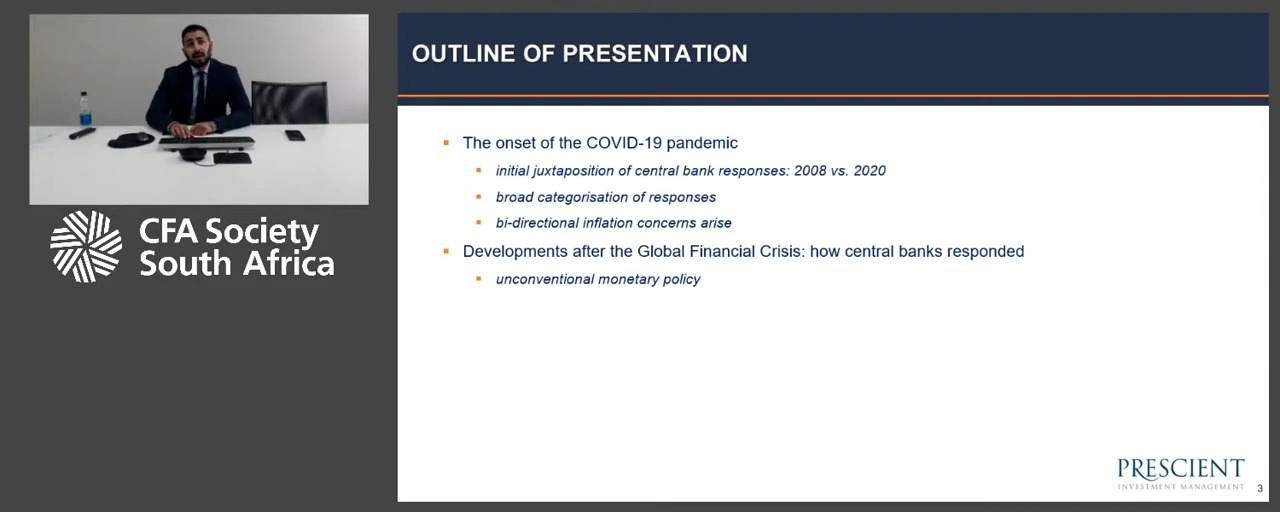 CFA Society
South Africa
OUTLINE OF PRESENTATION
The onset of the COVID-19 pandemic
initial juxtaposition of central bank responses: 2008 vs. 2020
broad categorisation of responses
bi-directional inflation concerns arise
Developments after the Global Financial Crisis: how central banks responded
unconventional monetary policy
PRESCIENT
INVESTMENT MANAGEMENT
3